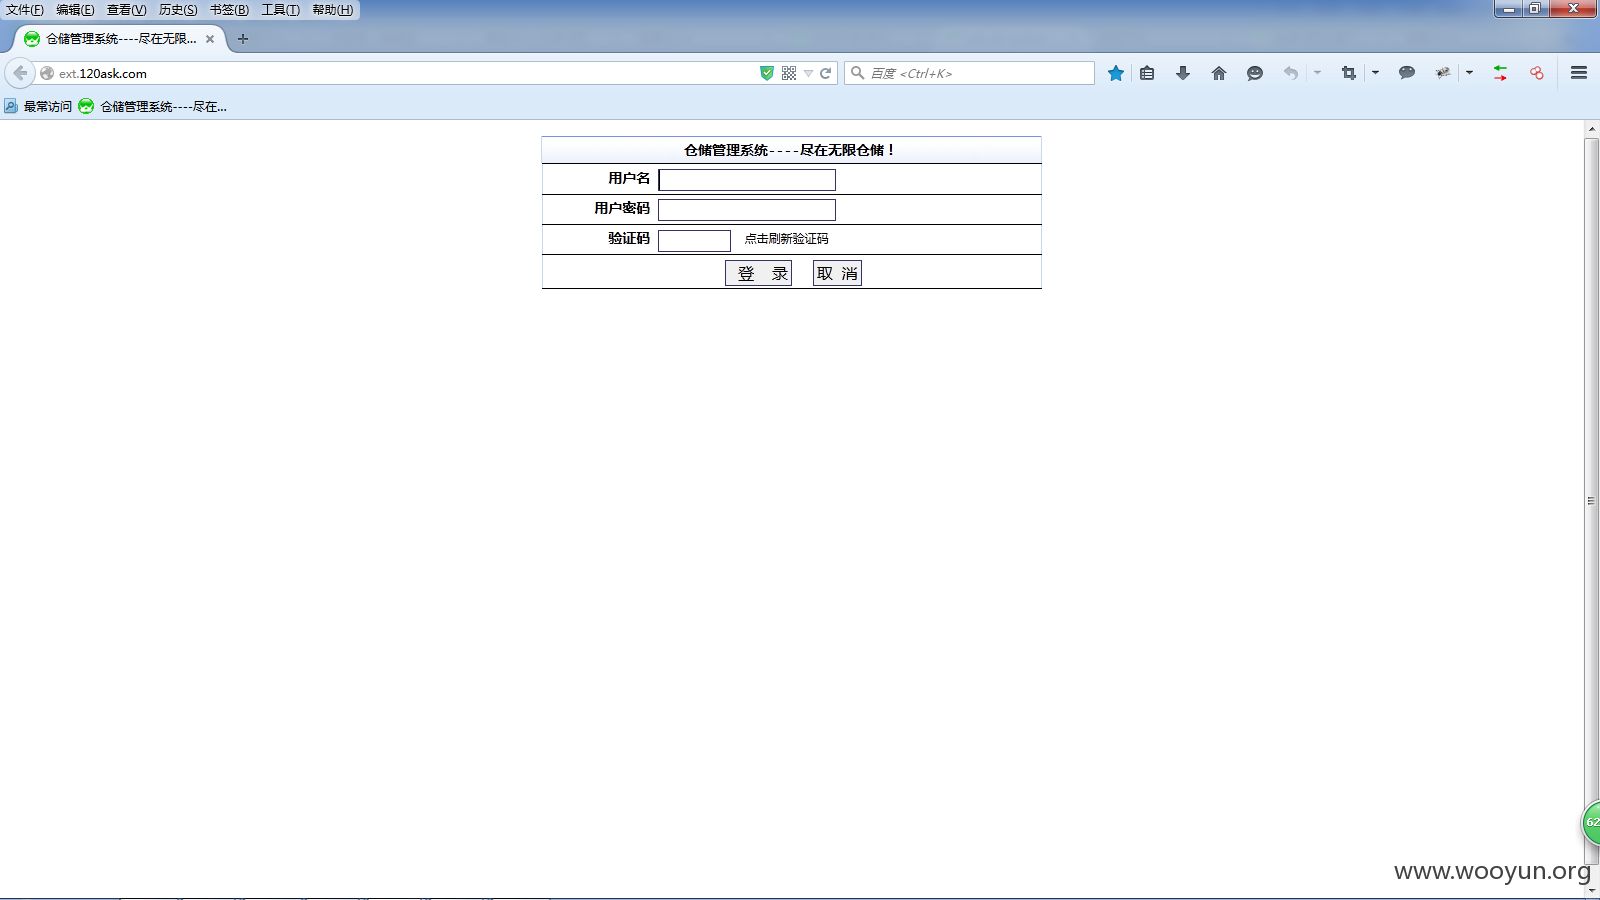 文件(F) 编辑(E) 查看(V) 历史(S) 书签(B) 工具(T) 帮助(H)
仓储管理系统----尽在无限...
ext.120ask.com
百度 <Ctrl+K>
最常访问 仓储管理系统----尽在...
仓储管理系统----尽在无限仓储！
用户名
用户密码
验证码 点击刷新验证码
登 录 取 消
62
www.wooyun.org